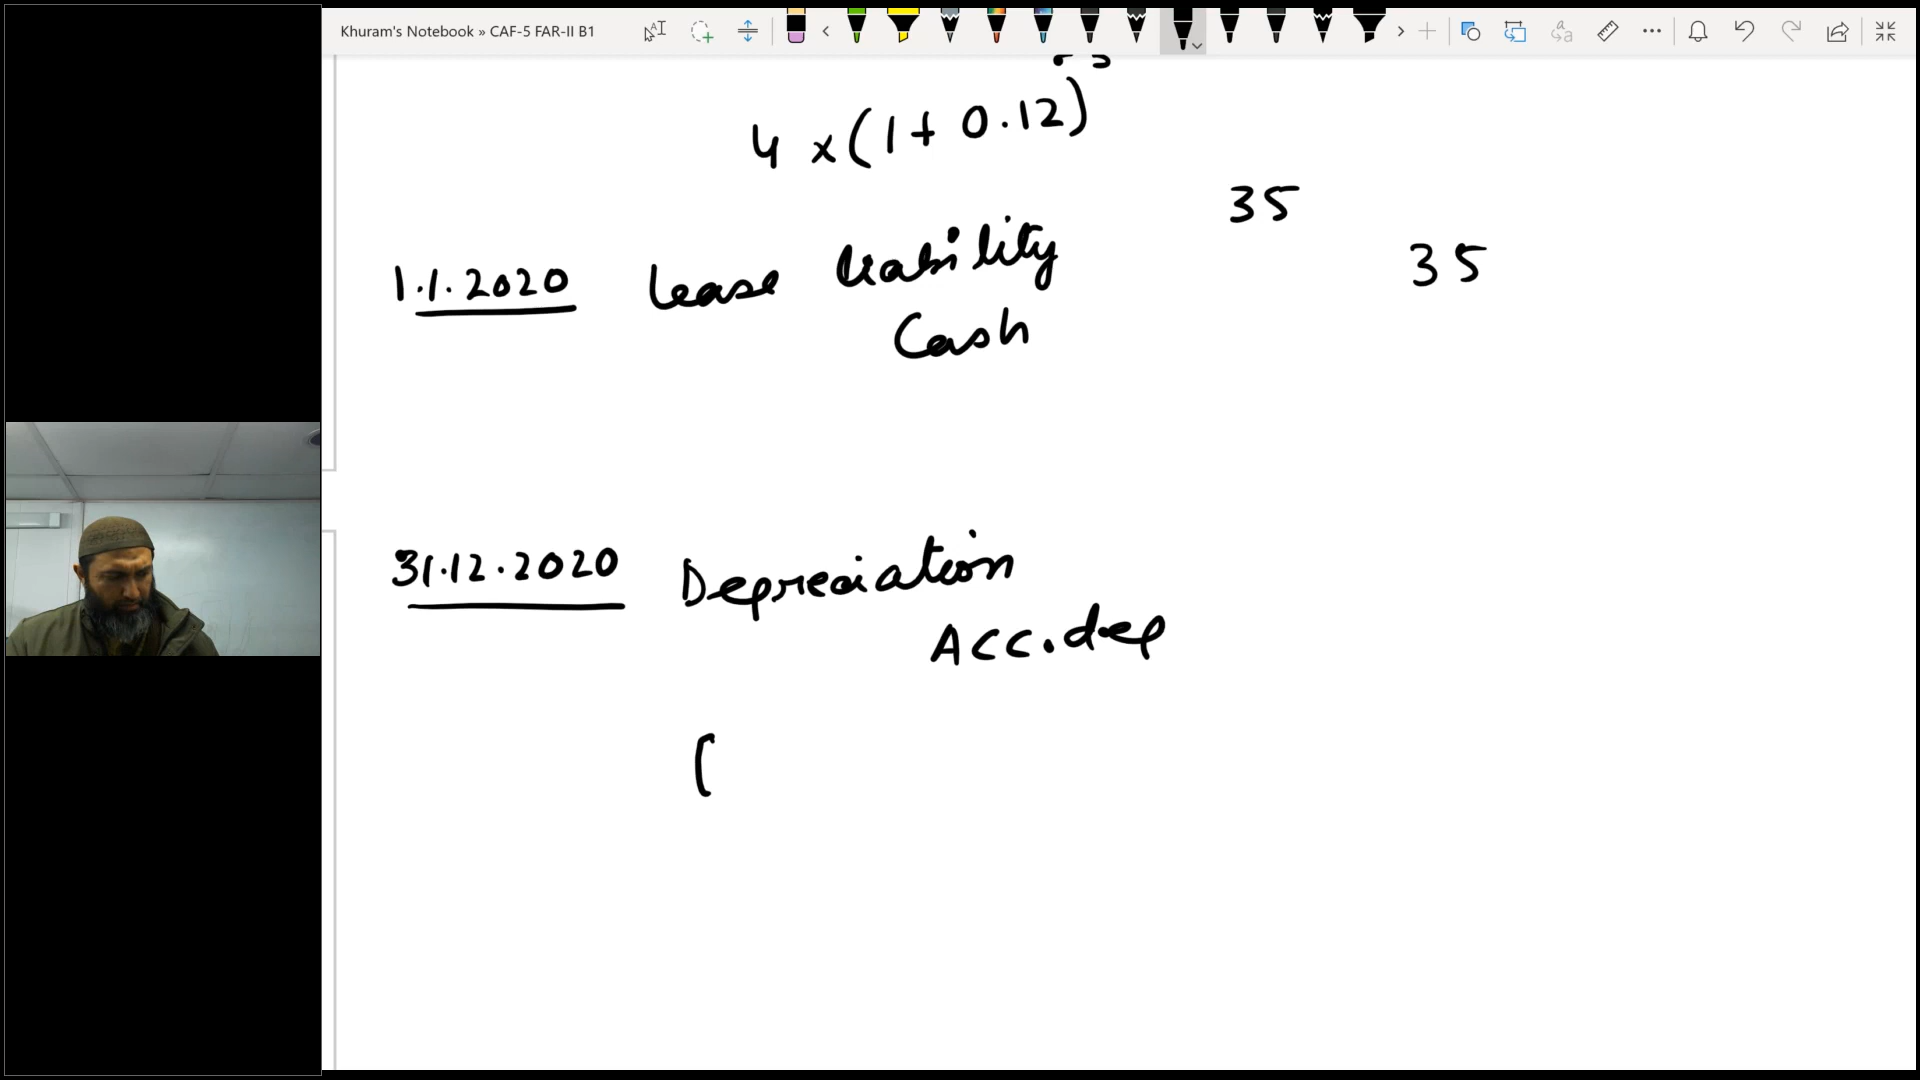 Khuram's Notebook » CAF-5 FAR-II B1
4 × (1 + 0.12)
35
1.1.2020 Lease liability
35
Cash
31.12.2020 Depreciation
Acc. dep
(